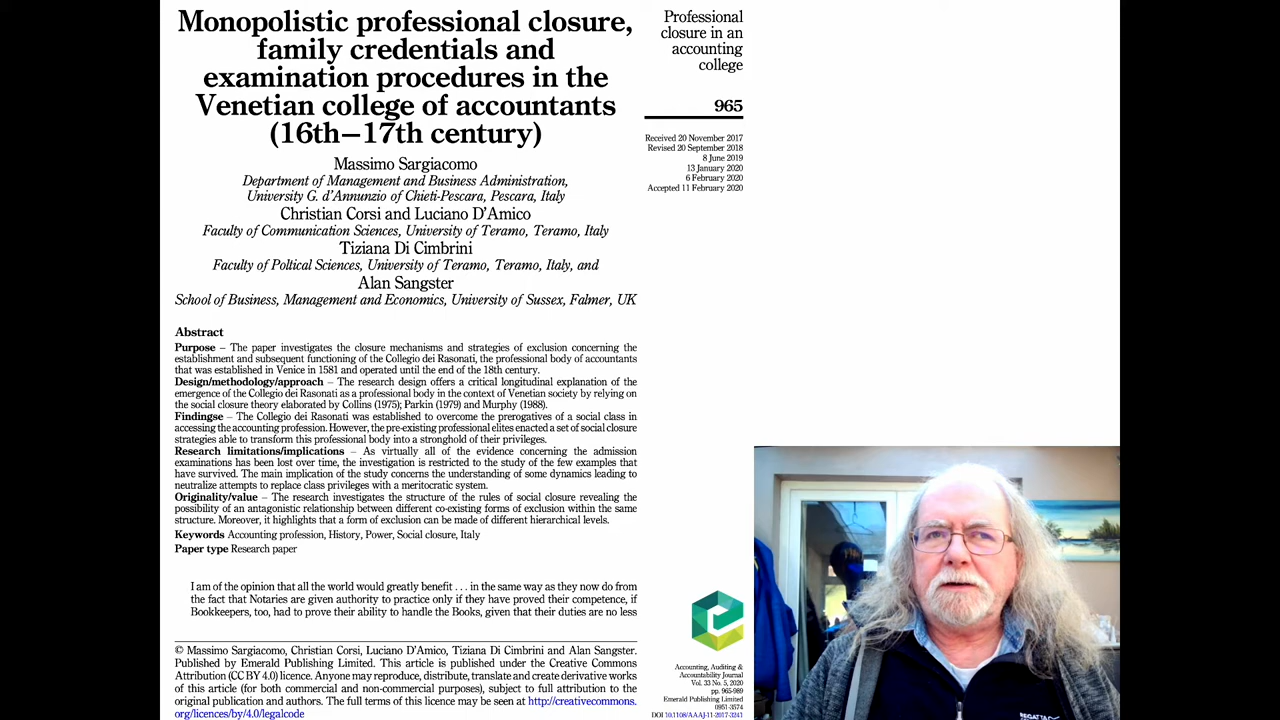 Monopolistic professional closure,
family credentials and
examination procedures in the
Venetian college of accountants
(16th–17th century)
Massimo Sargiacomo
Department of Management and Business Administration,
University G. d'Annunzio of Chieti-Pescara, Pescara, Italy
Christian Corsi and Luciano D'Amico
Faculty of Communication Sciences, University of Teramo, Teramo, Italy
Tiziana Di Cimbrini
Faculty of Poltical Sciences, University of Teramo, Teramo, Italy, and
Alan Sangster
School of Business, Management and Economics, University of Sussex, Falmer, UK
Abstract
Purpose – The paper investigates the closure mechanisms and strategies of exclusion concerning the
establishment and subsequent functioning of the Collegio dei Rasonati, the professional body of accountants
that was established in Venice in 1581 and operated until the end of the 18th century.
Design/methodology/approach – The research design offers a critical longitudinal explanation of the
emergence of the Collegio dei Rasonati as a professional body in the context of Venetian society by relying on
the social closure theory elaborated by Collins (1975); Parkin (1979) and Murphy (1988).
Findingse – The Collegio dei Rasonati was established to overcome the prerogatives of a social class in
accessing the accounting profession. However, the pre-existing professional elites enacted a set of social closure
strategies able to transform this professional body into a stronghold of their privileges.
Research limitations/implications – As virtually all of the evidence concerning the admission
examinations has been lost over time, the investigation is restricted to the study of the few examples that
have survived. The main implication of the study concerns the understanding of some dynamics leading to
neutralize attempts to replace class privileges with a meritocratic system.
Originality/value – The research investigates the structure of the rules of social closure revealing the
possibility of an antagonistic relationship between different co-existing forms of exclusion within the same
structure. Moreover, it highlights that a form of exclusion can be made of different hierarchical levels.
Keywords Accounting profession, History, Power, Social closure, Italy
Paper type Research paper
I am of the opinion that all the world would greatly benefit . . . in the same way as they now do from
the fact that Notaries are given authority to practice only if they have proved their competence, if
Bookkeepers, too, had to prove their ability to handle the Books, given that their duties are no less
© Massimo Sargiacomo, Christian Corsi, Luciano D'Amico, Tiziana Di Cimbrini and Alan Sangster.
Published by Emerald Publishing Limited. This article is published under the Creative Commons
Attribution (CC BY 4.0) licence. Anyone may reproduce, distribute, translate and create derivative works
of this article (for both commercial and non-commercial purposes), subject to full attribution to the
original publication and authors. The full terms of this licence may be seen at http://creativecommons.
org/licences/by/4.0/legalcode
Professional
closure in an
accounting
college
965
Received 20 November 2017
Revised 20 September 2018
8 June 2019
13 January 2020
6 February 2020
Accepted 11 February 2020
Accounting, Auditing &
Accountability Journal
Vol. 33 No. 5, 2020
pp. 965-989
Emerald Publishing Limited
0951-3574
DOI 10.1108/AAAJ-11-2017-3241
REGATTA